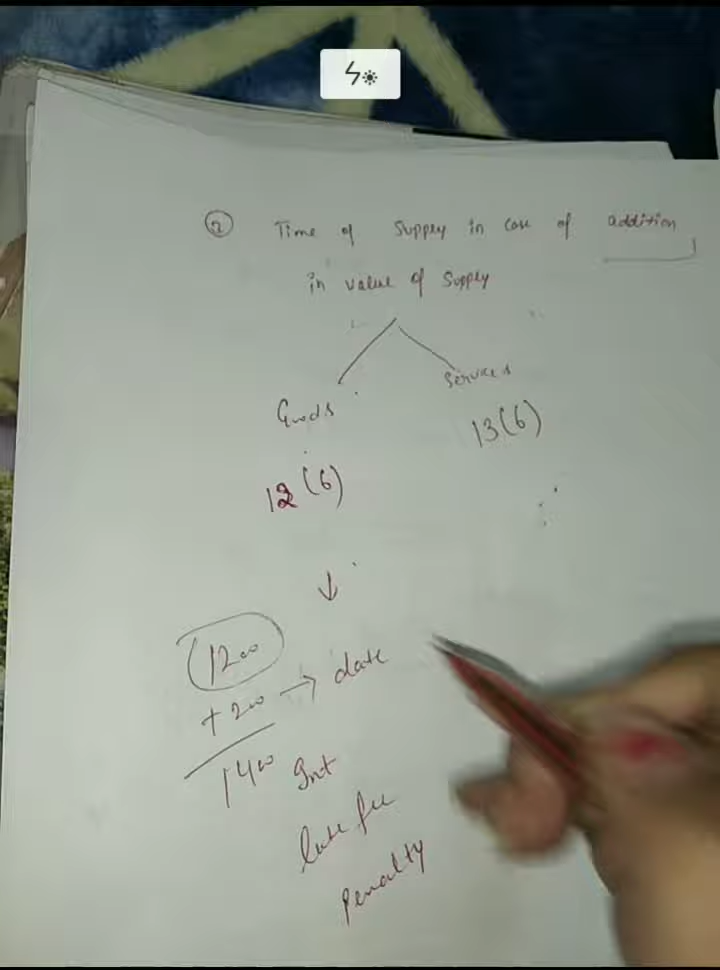 2 Time of Supply in case of addition
in value of Supply
Goods
Services
12(6)
13(6)
1200
+200 → date
1400
Int
late fee
Penalty